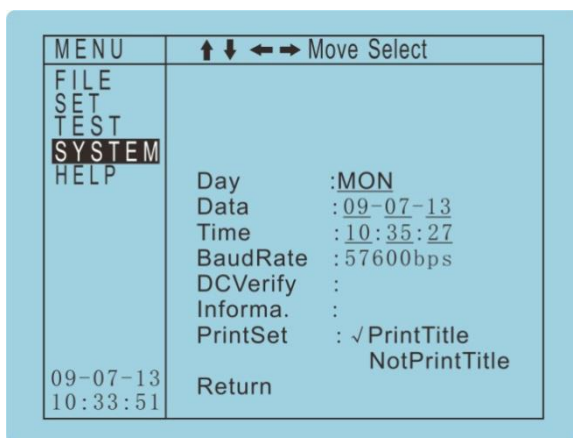 MENU
↑↓ ←→ Move Select
FILE
SET
TEST
SYSTEM
HELP
Day :MON
Data :09-07-13
Time :10:35:27
BaudRate :57600bps
DCVerify :
Informa. :
PrintSet :√PrintTitle
NotPrintTitle
Return
09-07-13
10:33:51